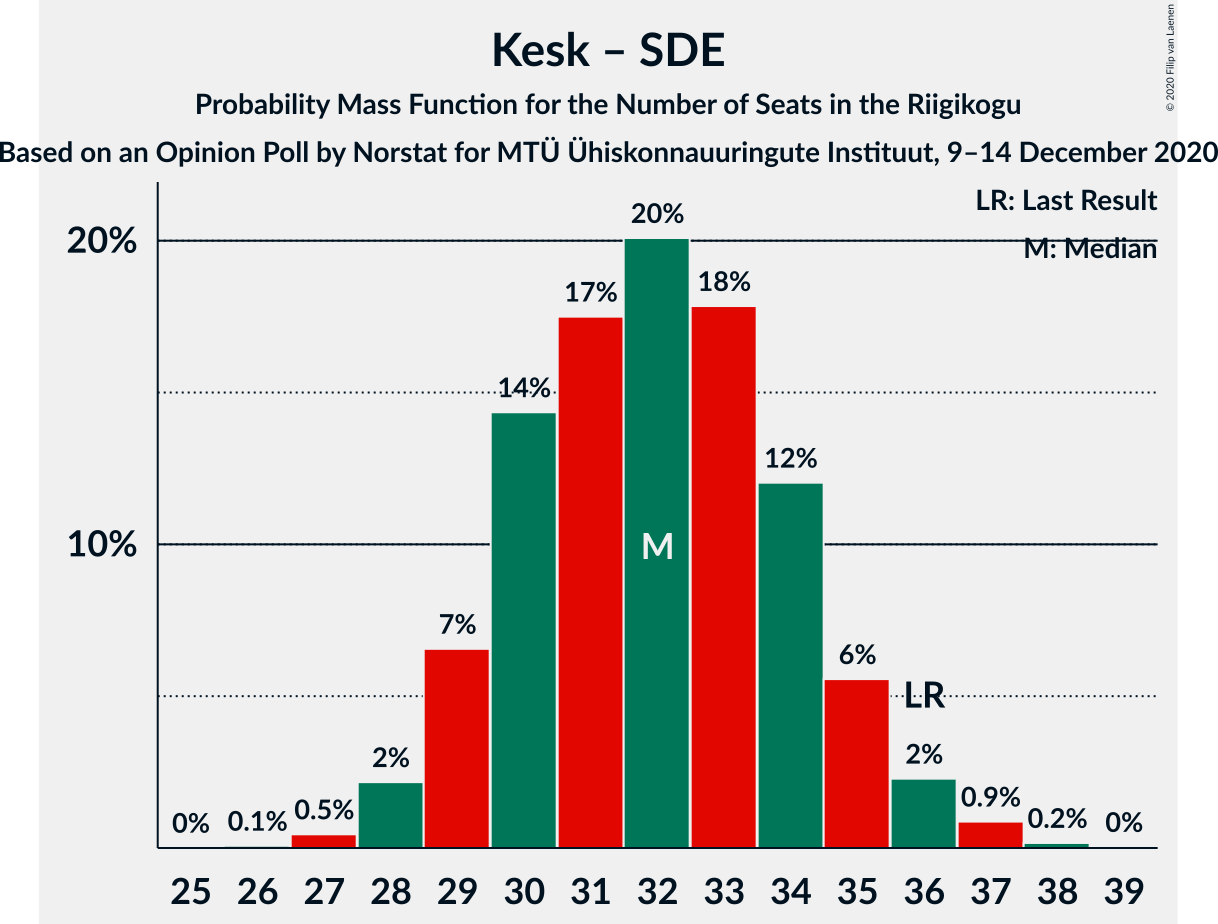 Kesk – SDE
Probability Mass Function for the Number of Seats in the Riigikogu
Based on an Opinion Poll by Norstat for MTÜ Ühiskonnauuringute Instituut, 9–14 December 2020
© 2020 Filip van Laenen
LR: Last Result
M: Median
20%
10%
0%
0.1%
0.5%
2%
7%
14%
17%
20%
18%
12%
6%
2%
0.9%
0.2%
0%
M
LR
25 26 27 28 29 30 31 32 33 34 35 36 37 38 39